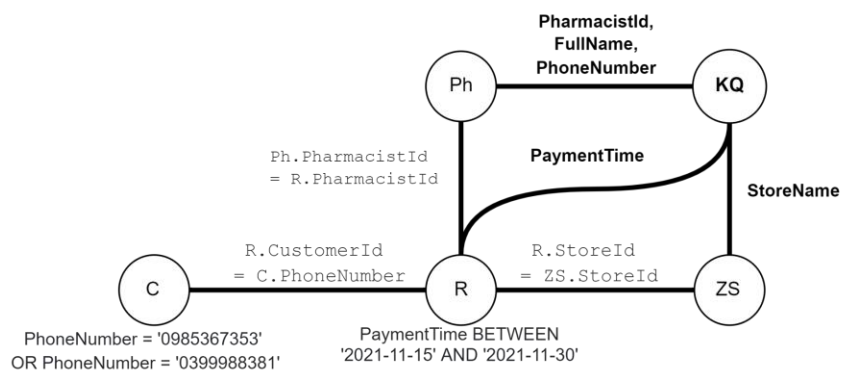 PharmacistId,
FullName,
PhoneNumber
Ph
KQ
Ph.PharmacistId
= R.PharmacistId
PaymentTime
StoreName
R.CustomerId
= C.PhoneNumber
R.StoreId
= ZS.StoreId
C
R
ZS
PhoneNumber = '0985367353'
OR PhoneNumber = '0399988381'
PaymentTime BETWEEN
'2021-11-15' AND '2021-11-30'